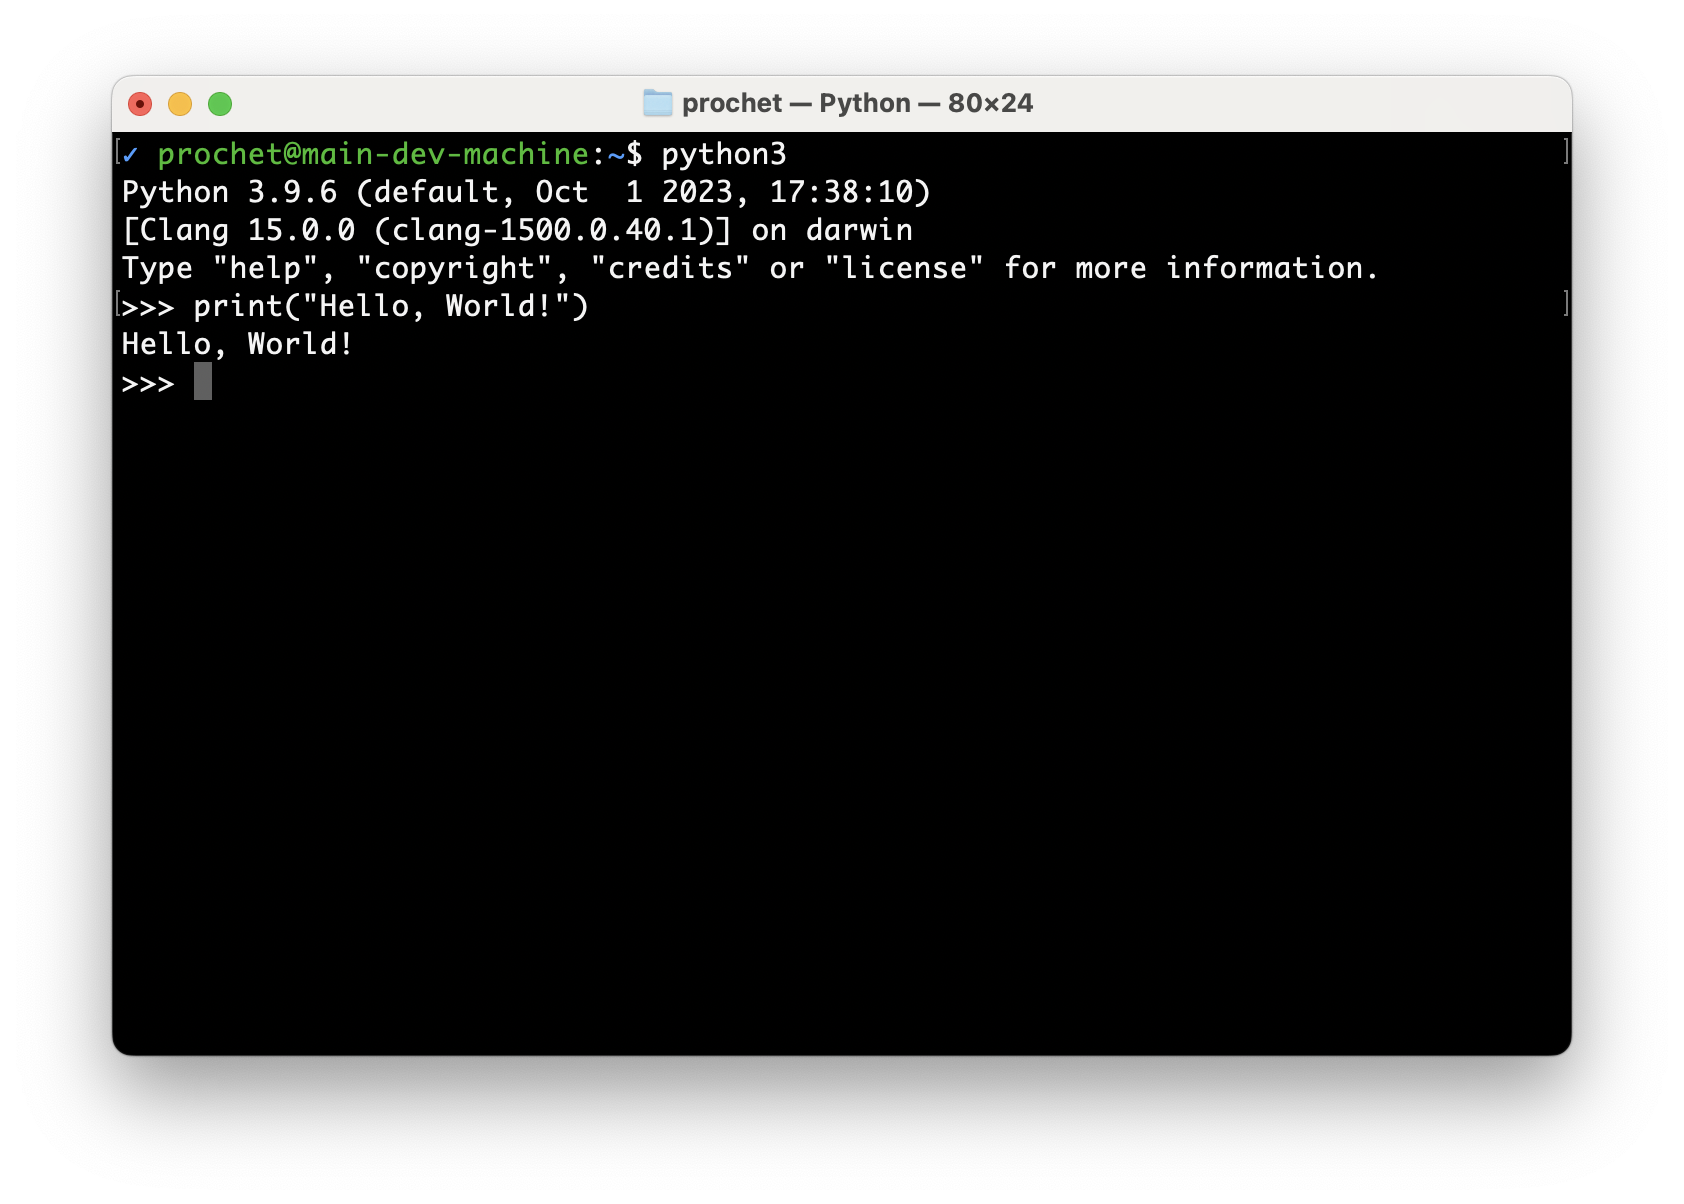 prochet — Python — 80×24
✓ prochet@main-dev-machine:~$ python3
Python 3.9.6 (default, Oct  1 2023, 17:38:10)
[Clang 15.0.0 (clang-1500.0.40.1)] on darwin
Type "help", "copyright", "credits" or "license" for more information.
>>> print("Hello, World!")
Hello, World!
>>>